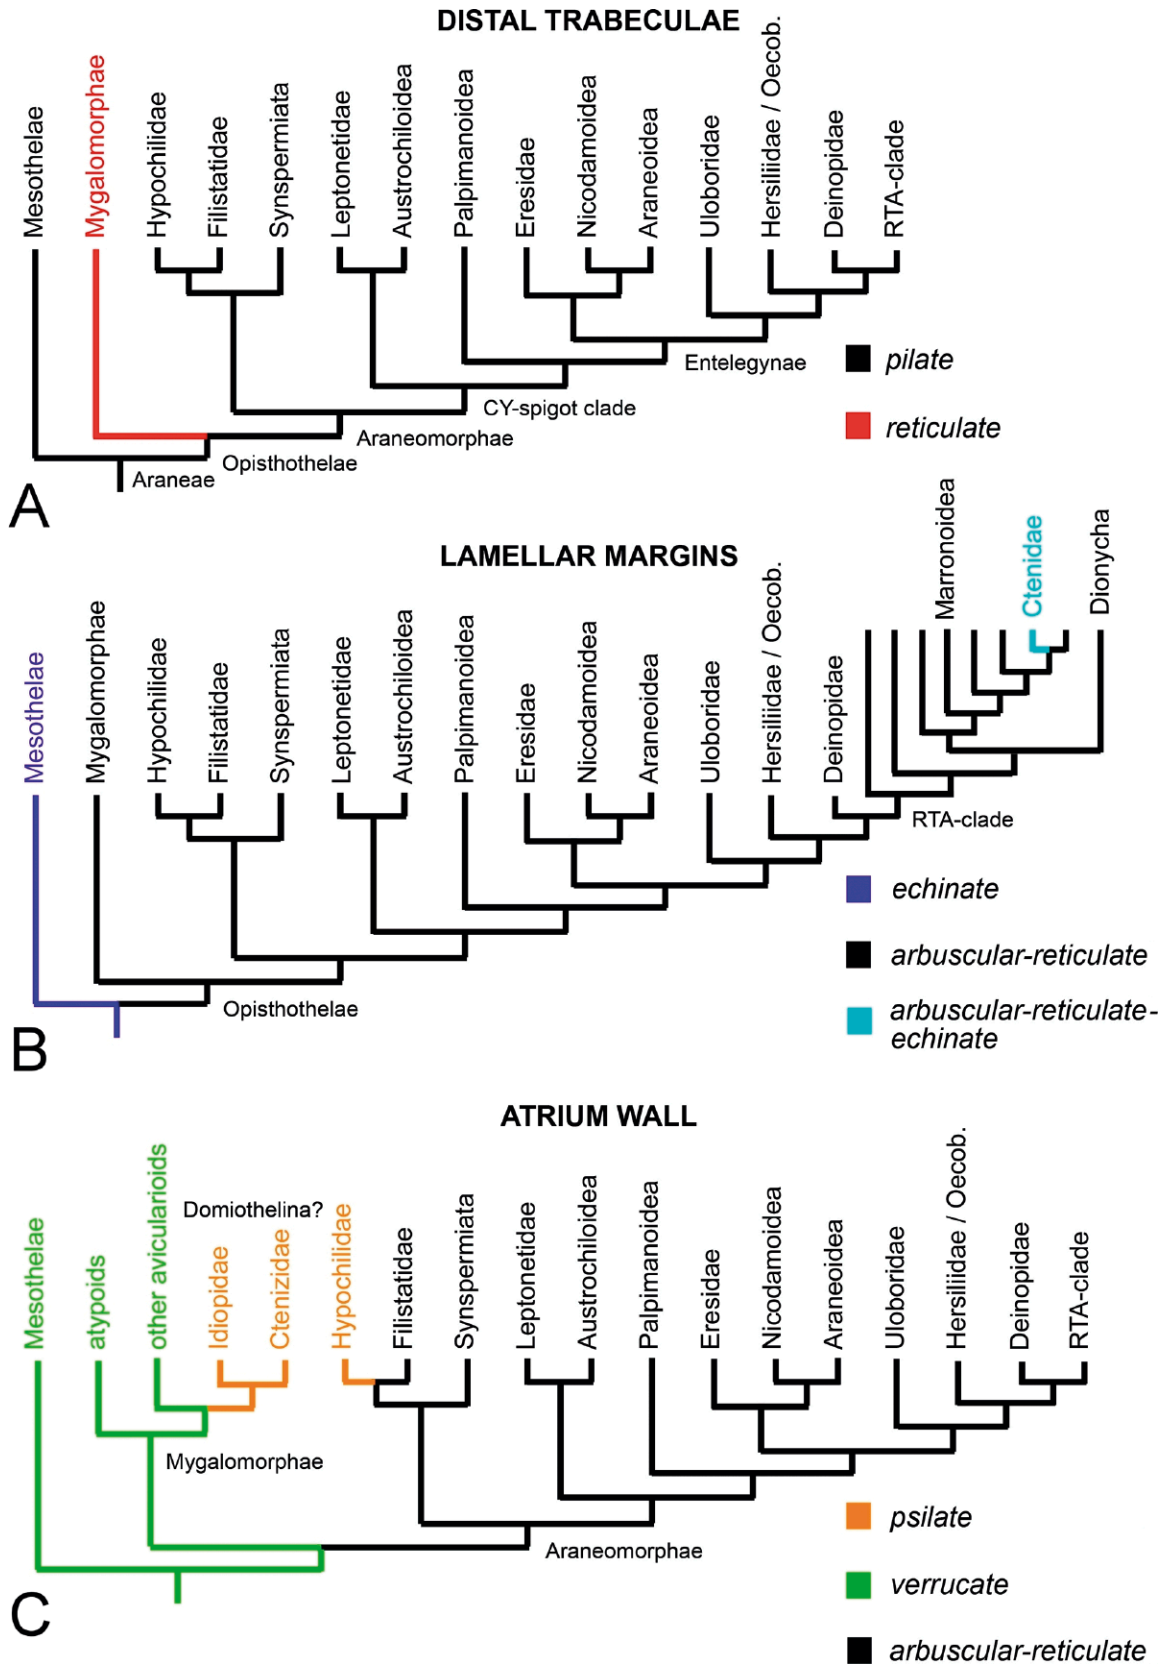 DISTAL TRABECULAE
Mesothelae
Mygalomorphae
Hypochilidae
Filistatidae
Synspermiata
Leptonetidae
Austrochiloidea
Palpimanoidea
Eresidae
Nicodamoidea
Araneoidea
Uloboridae
Hersiliidae / Oecob.
Deinopidae
RTA-clade
Entelegynae
CY-spigot clade
Araneomorphae
Opisthothelae
Araneae
pilate
reticulate
A
LAMELLAR MARGINS
Mesothelae
Mygalomorphae
Hypochilidae
Filistatidae
Synspermiata
Leptonetidae
Austrochiloidea
Palpimanoidea
Eresidae
Nicodamoidea
Araneoidea
Uloboridae
Hersiliidae / Oecob.
Deinopidae
Marronoidea
Ctenidae
Dionycha
RTA-clade
Opisthothelae
echinate
arbuscular-reticulate
arbuscular-reticulate-
echinate
B
ATRIUM WALL
Mesothelae
atypoids
other avicularioids
Domiothelina?
Idiopidae
Ctenizidae
Hypochilidae
Filistatidae
Synspermiata
Leptonetidae
Austrochiloidea
Palpimanoidea
Eresidae
Nicodamoidea
Araneoidea
Uloboridae
Hersiliidae / Oecob.
Deinopidae
RTA-clade
Mygalomorphae
Araneomorphae
psilate
verrucate
arbuscular-reticulate
C